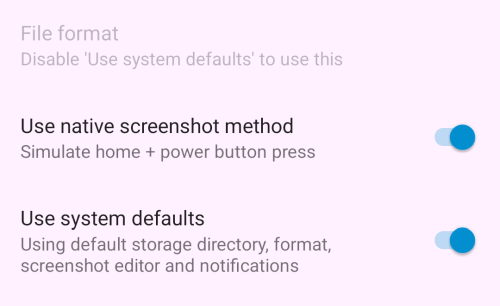 File format
Disable 'Use system defaults' to use this
Use native screenshot method
Simulate home + power button press
Use system defaults
Using default storage directory, format,
screenshot editor and notifications